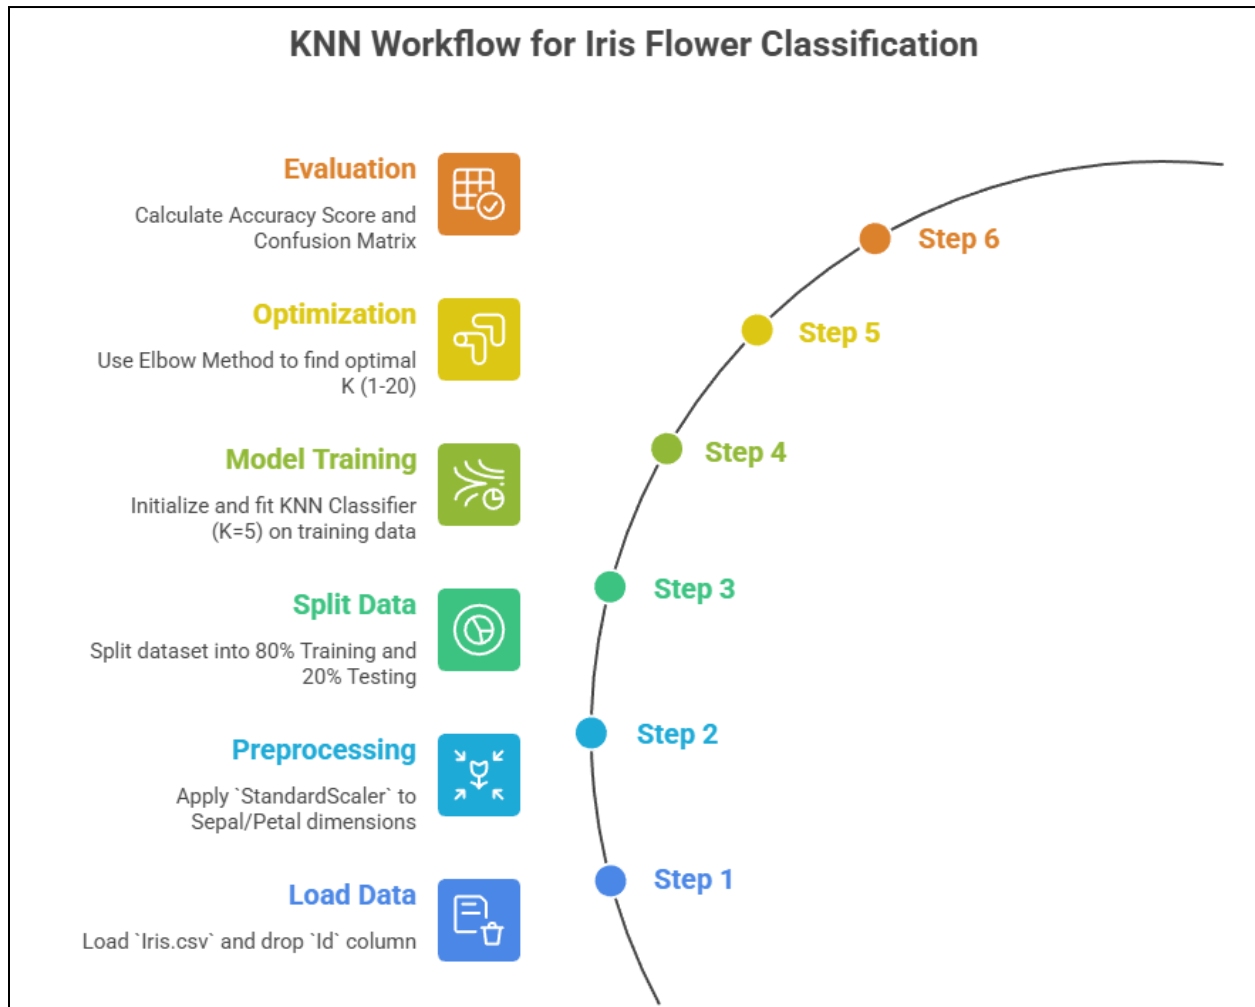 KNN Workflow for Iris Flower Classification
Evaluation
Calculate Accuracy Score and
Confusion Matrix
Step 6
Optimization
Use Elbow Method to find optimal
K (1-20)
Step 5
Model Training
Initialize and fit KNN Classifier
(K=5) on training data
Step 4
Split Data
Split dataset into 80% Training and
20% Testing
Step 3
Preprocessing
Apply `StandardScaler` to
Sepal/Petal dimensions
Step 2
Load Data
Load `Iris.csv` and drop `Id` column
Step 1